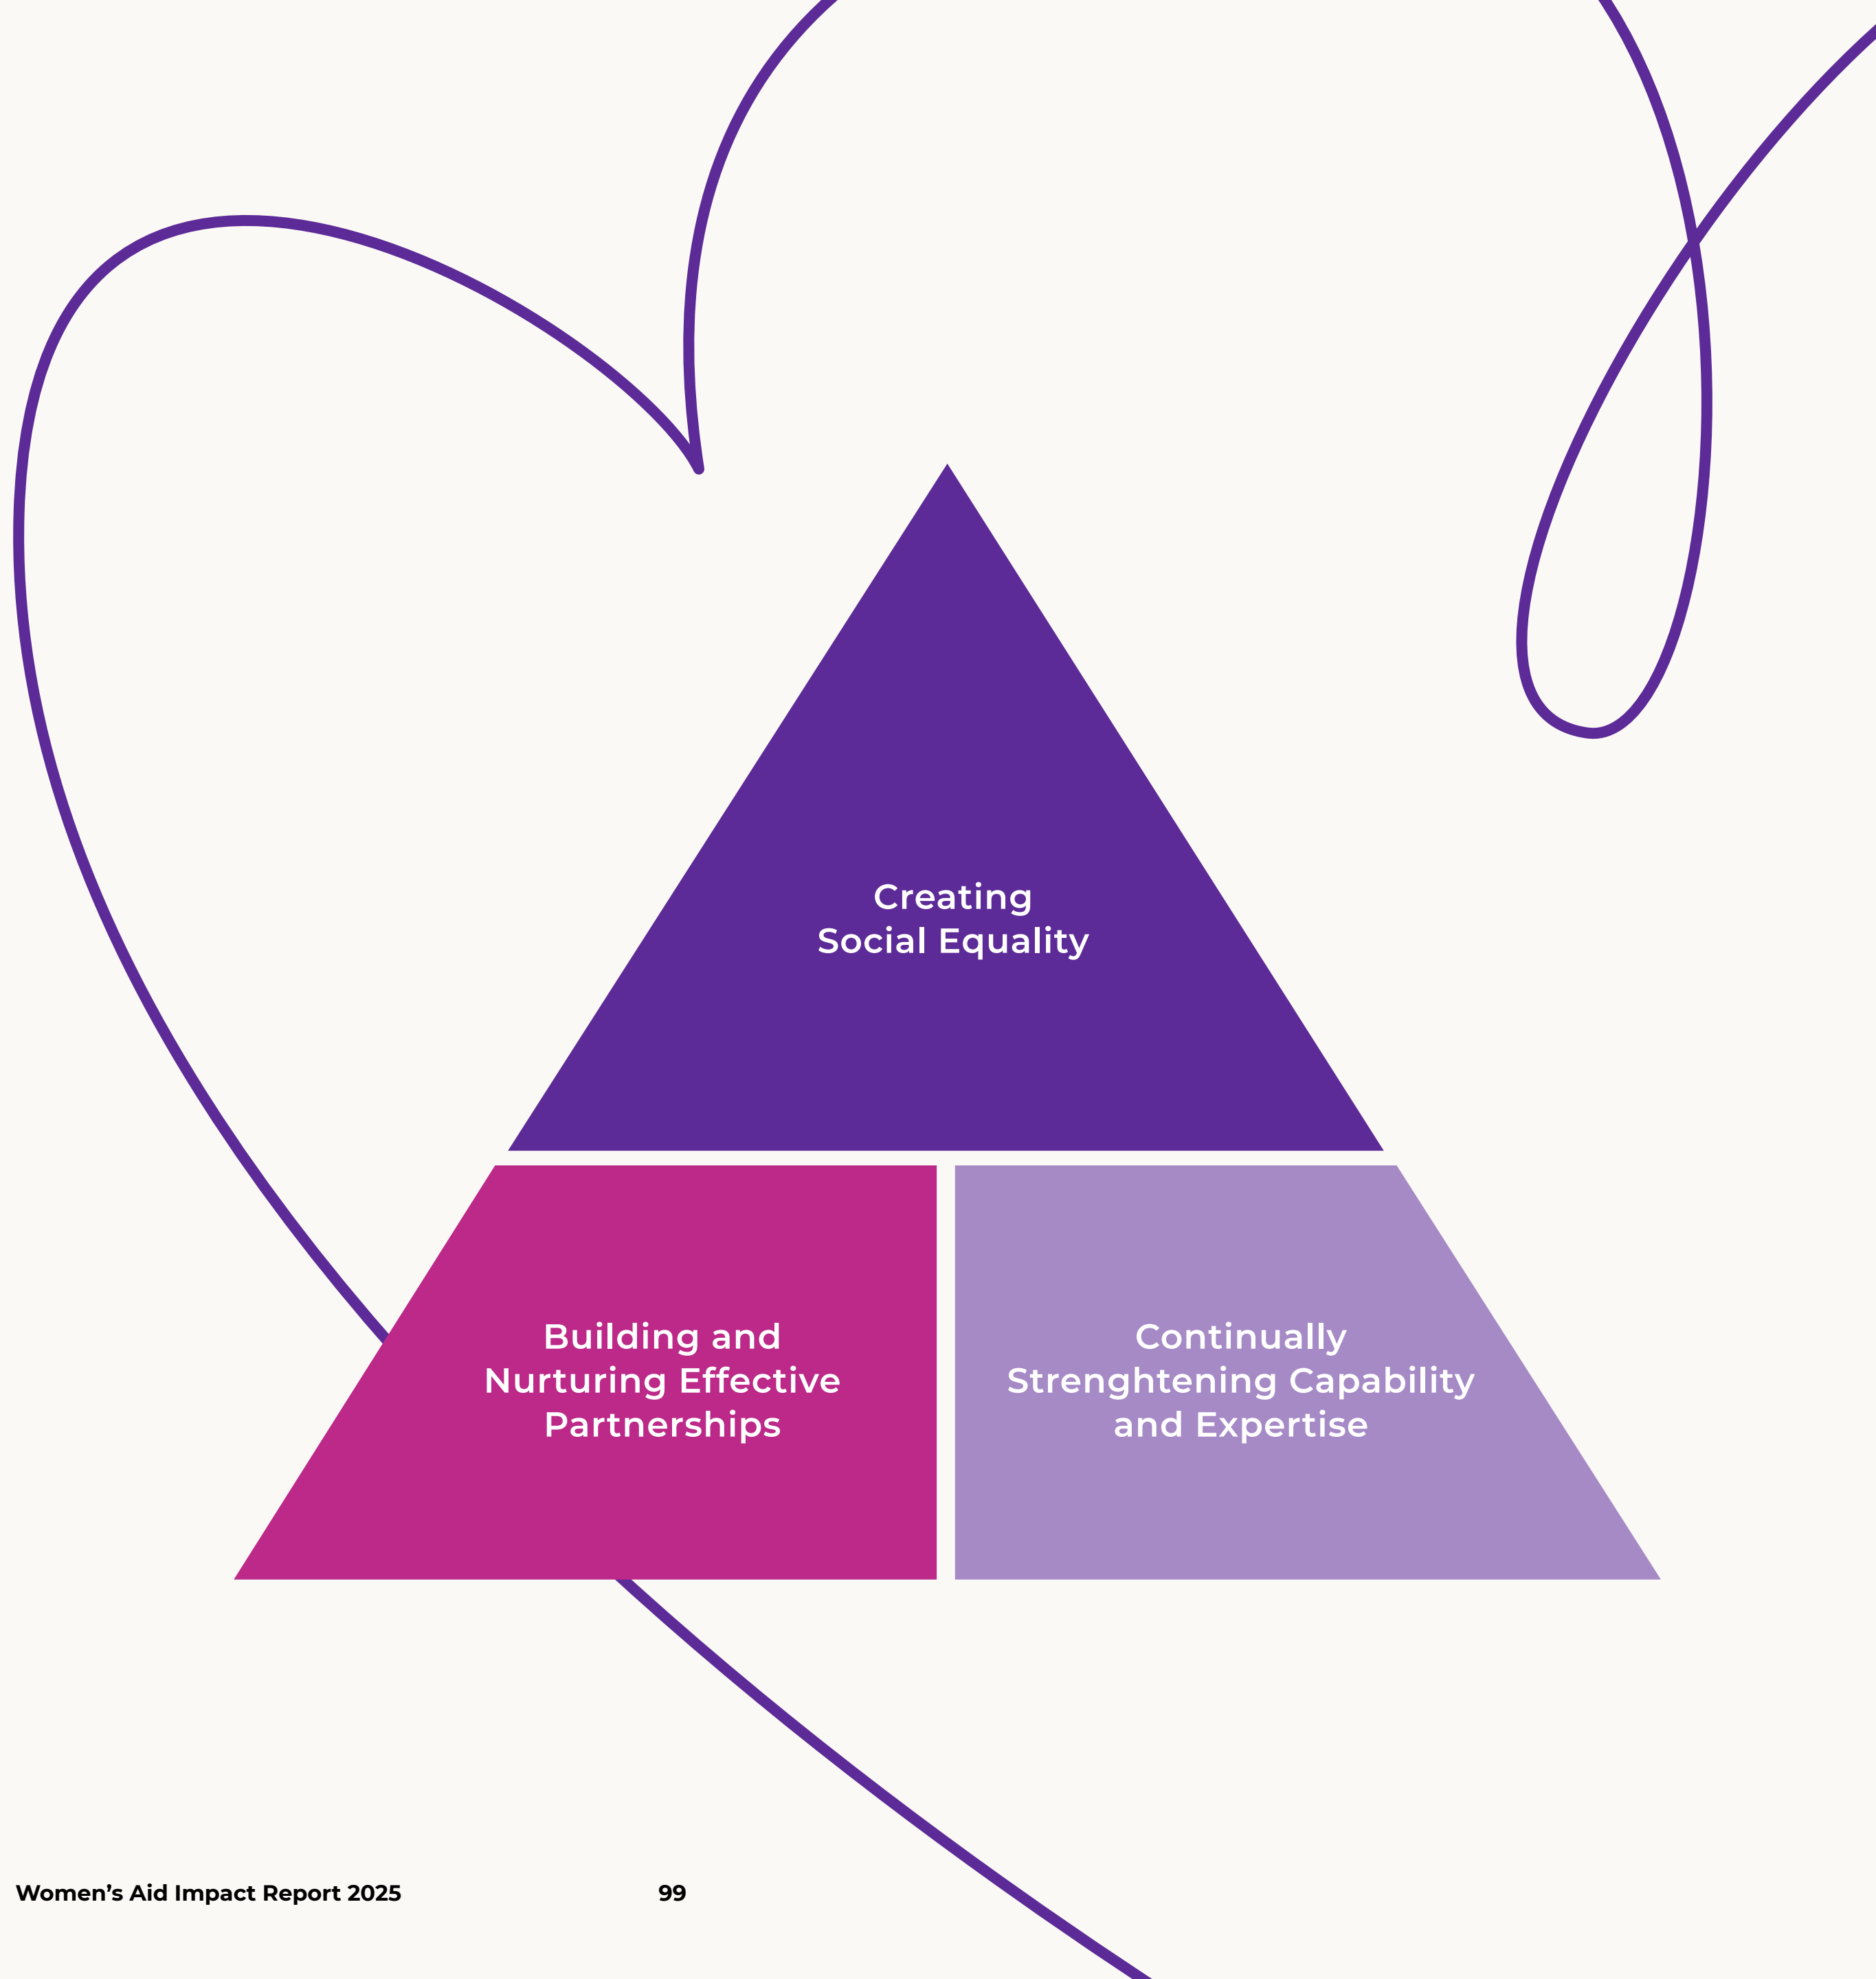 Creating
Social Equality
Building and
Nurturing Effective
Partnerships
Continually
Strenghtening Capability
and Expertise
Women’s Aid Impact Report 2025
99